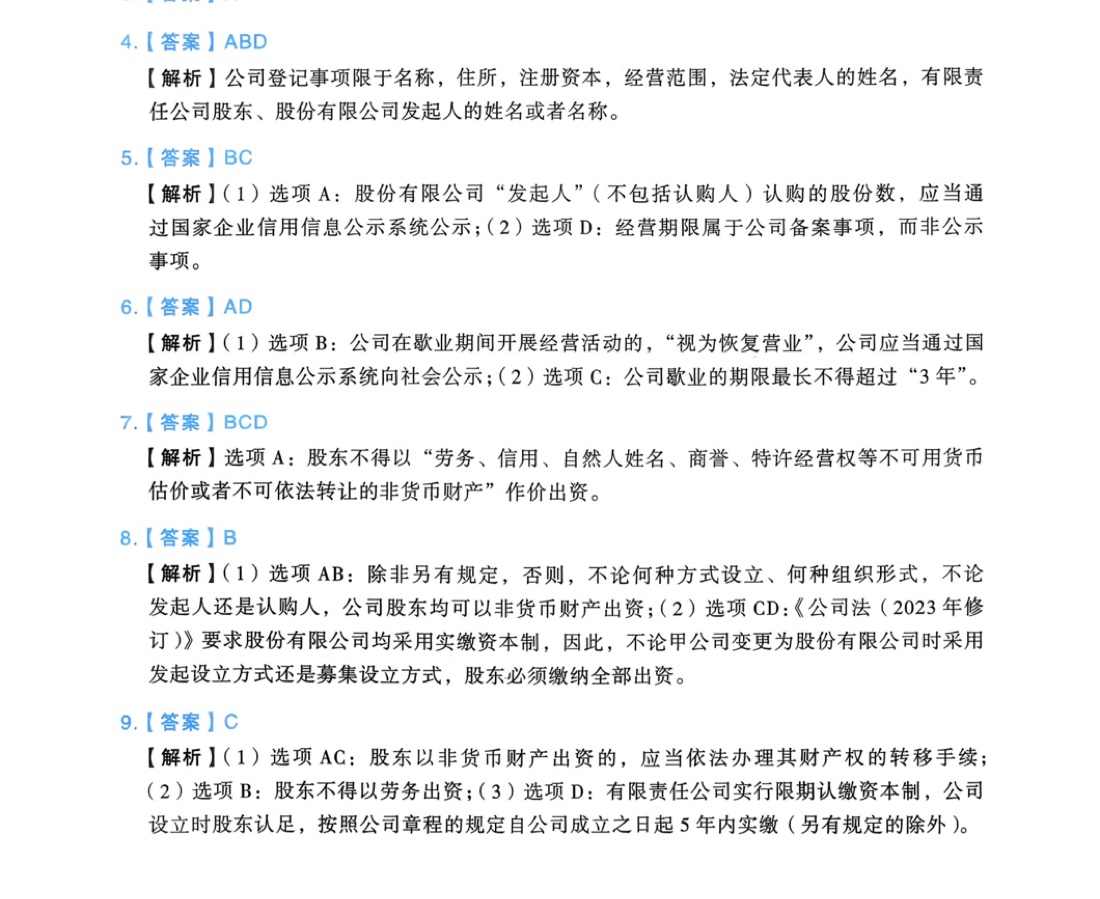 4.【答案】ABD
【解析】公司登记事项限于名称，住所，注册资本，经营范围，法定代表人的姓名，有限责
任公司股东、股份有限公司发起人的姓名或者名称。
5.【答案】BC
【解析】（1）选项 A：股份有限公司“发起人”（不包括认购人）认购的股份数，应当通
过国家企业信用信息公示系统公示；（2）选项 D：经营期限属于公司备案事项，而非公示
事项。
6.【答案】AD
【解析】（1）选项 B：公司在歇业期间开展经营活动的，“视为恢复营业”，公司应当通过国
家企业信用信息公示系统向社会公示；（2）选项 C：公司歇业的期限最长不得超过“3 年”。
7.【答案】BCD
【解析】选项 A：股东不得以“劳务、信用、自然人姓名、商誉、特许经营权等不可用货币
估价或者不可依法转让的非货币财产”作价出资。
8.【答案】B
【解析】（1）选项 AB：除非另有规定，否则，不论何种方式设立、何种组织形式，不论
发起人还是认购人，公司股东均可以非货币财产出资；（2）选项 CD：《公司法（2023 年修
订）》要求股份有限公司均采用实缴资本制，因此，不论甲公司变更为股份有限公司时采用
发起设立方式还是募集设立方式，股东必须缴纳全部出资。
9.【答案】C
【解析】（1）选项 AC：股东以非货币财产出资的，应当依法办理其财产权的转移手续；
（2）选项 B：股东不得以劳务出资；（3）选项 D：有限责任公司实行限期认缴资本制，公司
设立时股东认足，按照公司章程的规定自公司成立之日起 5 年内实缴（另有规定的除外）。